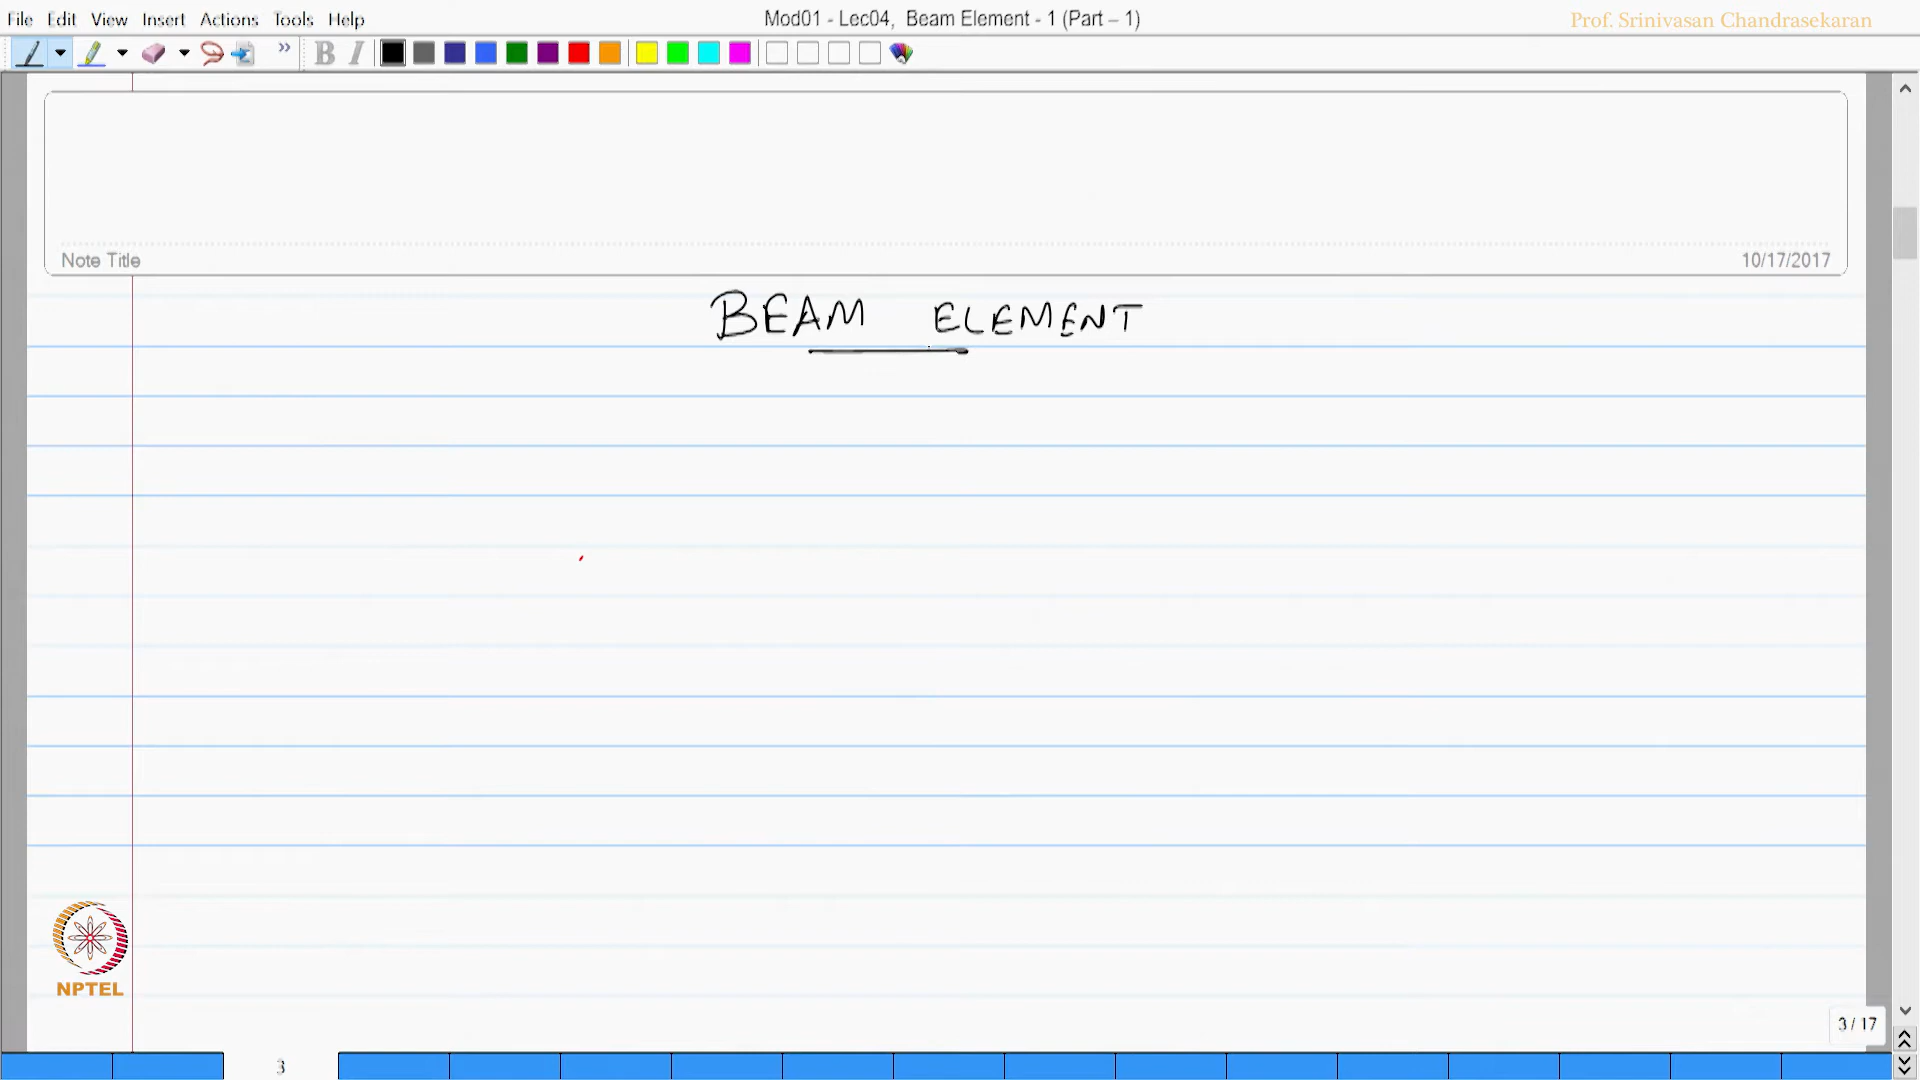 File Edit View Insert Actions Tools Help
Mod01 - Lec04, Beam Element - 1 (Part – 1)
Prof. Srinivasan Chandrasekaran
B I
Note Title
10/17/2017
BEAM ELEMENT
NPTEL
3 / 17
3